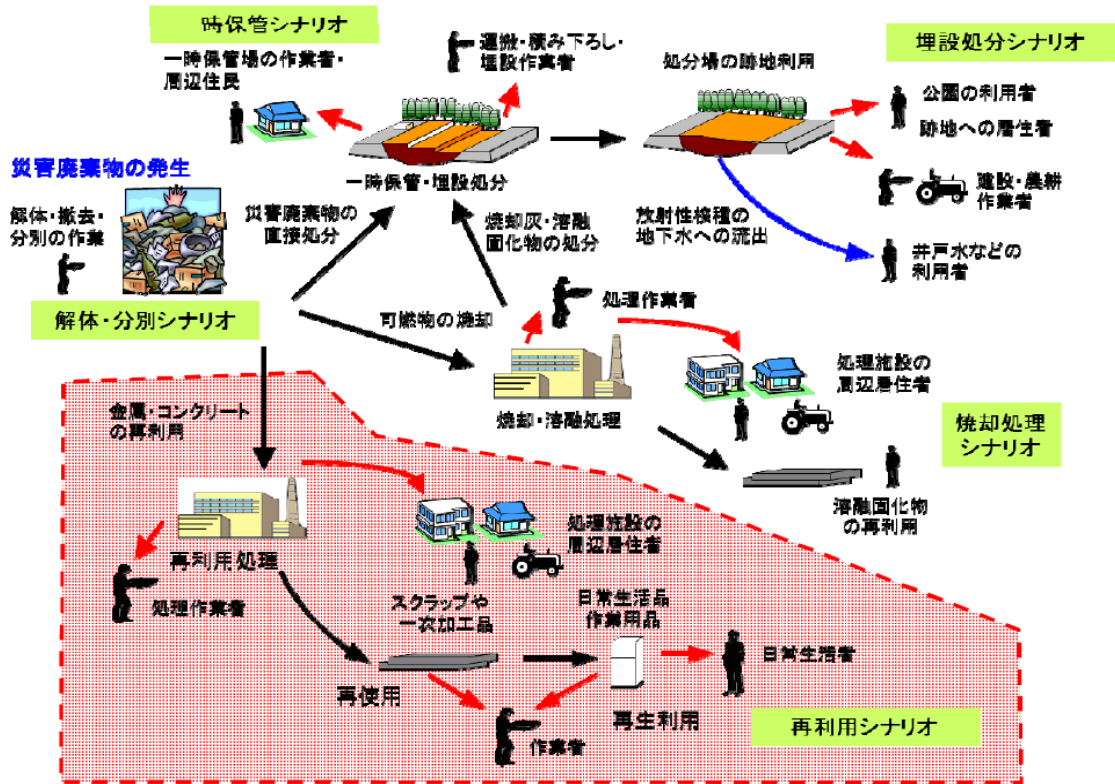 一時保管シナリオ
一時保管場の作業者・
周辺住民
運搬・積み下ろし・
埋設作業者
処分場の跡地利用
埋設処分シナリオ
公園の利用者
跡地への居住者
建設・農耕
作業者
井戸水などの
利用者
災害廃棄物の発生
解体・撤去・
分別の作業
一時保管・埋設処分
災害廃棄物の
直接処分
焼却灰・溶融
固化物の処分
放射性核種の
地下水への流出
解体・分別シナリオ
可燃物の焼却
処理作業者
焼却・溶融処理
処理施設の
周辺居住者
焼却処理
シナリオ
溶融固化物
の再利用
金属・コンクリート
の再利用
再利用処理
処理作業者
処理施設の
周辺居住者
スクラップや
一次加工品
日常生活品
作業用品
再使用
再生利用
日常生活者
作業者
再利用シナリオ